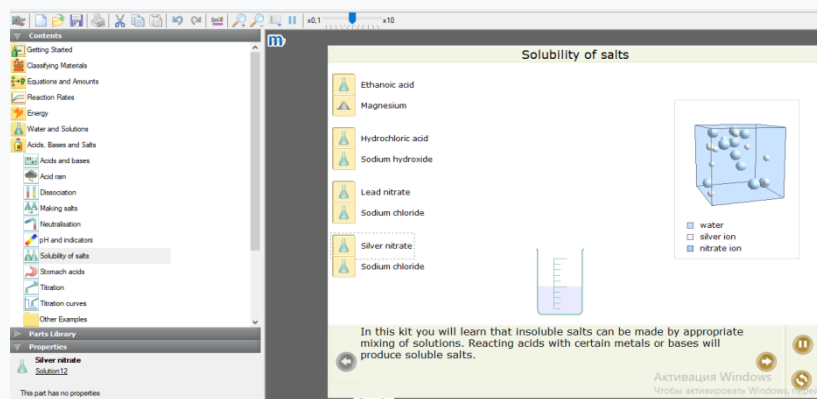 x0,1
x10
Contents
Getting Started
Classifying Materials
Equations and Amounts
Reaction Rates
Energy
Water and Solutions
Acids, Bases and Salts
Acids and bases
Acid rain
Dissociation
Making salts
Neutralisation
pH and indicators
Solubility of salts
Stomach acids
Titration
Titration curves
Other Examples
Parts Library
Properties
Silver nitrate
Solution12
This part has no properties
m
Solubility of salts
Ethanoic acid
Magnesium
Hydrochloric acid
Sodium hydroxide
Lead nitrate
Sodium chloride
Silver nitrate
Sodium chloride
water
silver ion
nitrate ion
In this kit you will learn that insoluble salts can be made by appropriate
mixing of solutions. Reacting acids with certain metals or bases will
produce soluble salts.
Активация Windows
Чтобы активировать Windows, перей